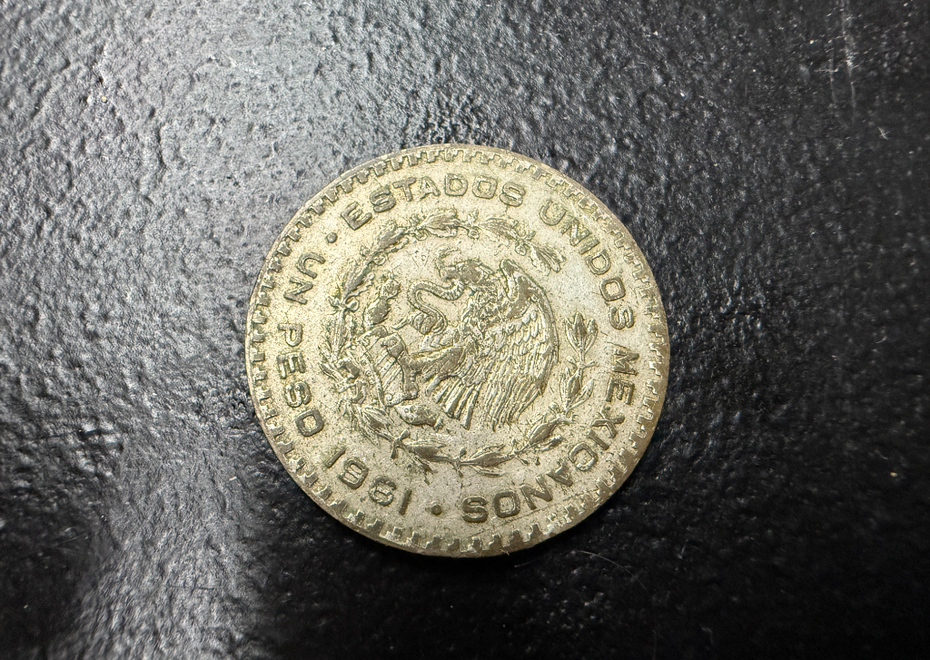 · ESTADOS UNIDOS MEXICANOS ·
UN PESO 1961